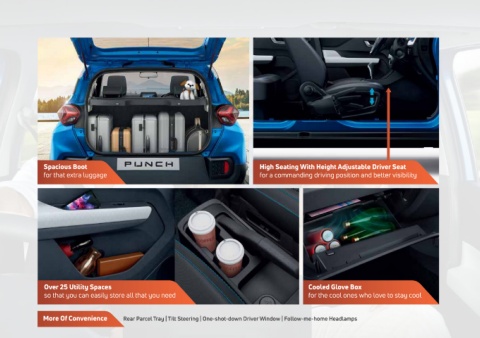 PUNCH
Spacious Boot
for that extra luggage
High Seating With Height Adjustable Driver Seat
for a commanding driving position and better visibility
Over 25 Utility Spaces
so that you can easily store all that you need
Cooled Glove Box
for the cool ones who love to stay cool
More Of Convenience
Rear Parcel Tray | Tilt Steering | One-shot-down Driver Window | Follow-me-home Headlamps